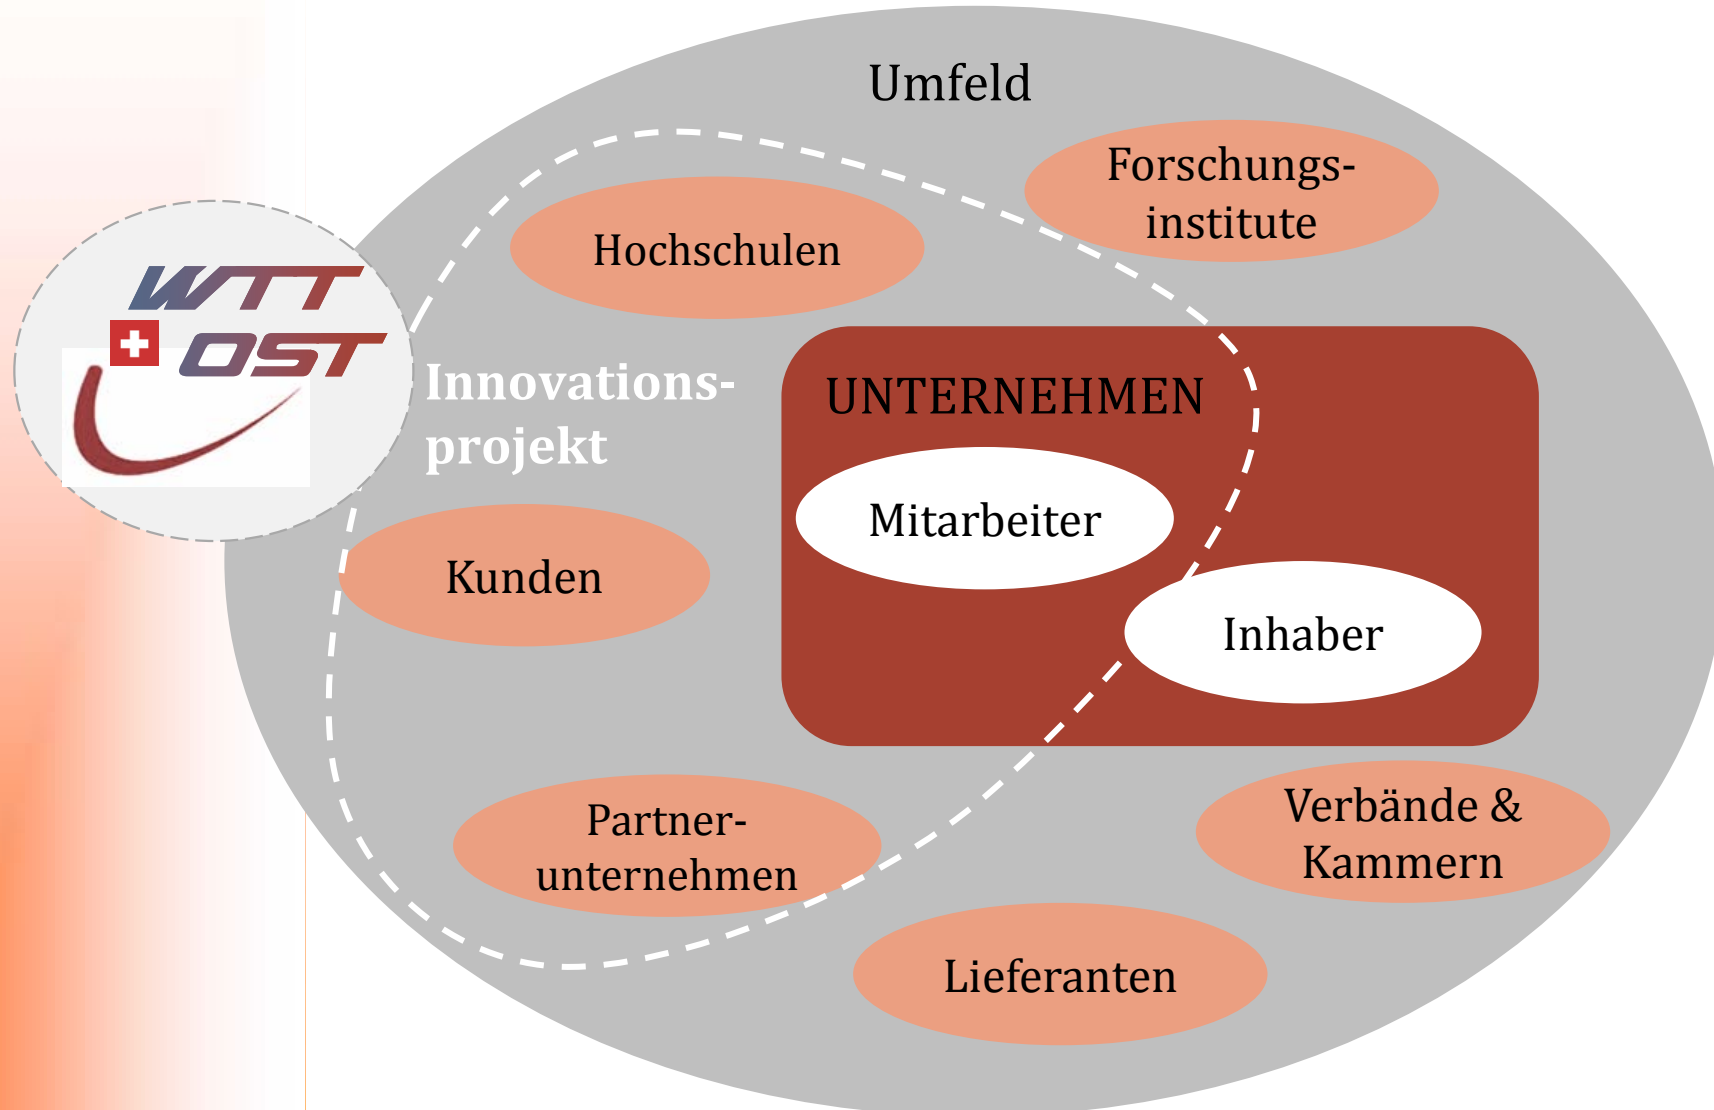 Umfeld
Forschungs-
institute
Hochschulen
WTT
OST
Innovations-
projekt
UNTERNEHMEN
Mitarbeiter
Kunden
Inhaber
Partner-
unternehmen
Verbände &
Kammern
Lieferanten